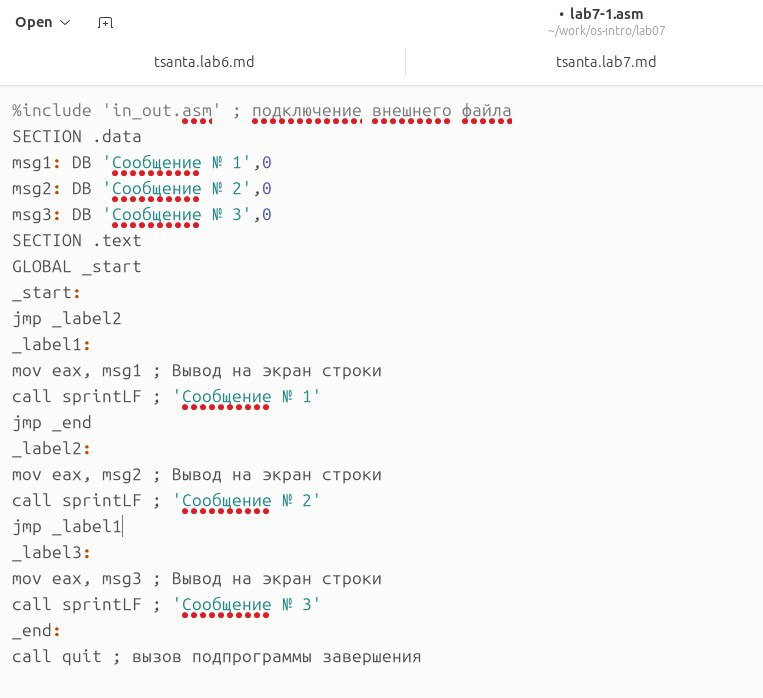 Open
• lab7-1.asm
~/work/os-intro/lab07
tsanta.lab6.md
tsanta.lab7.md
%include 'in_out.asm' ; подключение внешнего файла
SECTION .data
msg1: DB 'Сообщение № 1',0
msg2: DB 'Сообщение № 2',0
msg3: DB 'Сообщение № 3',0
SECTION .text
GLOBAL _start
_start:
jmp _label2
_label1:
mov eax, msg1 ; Вывод на экран строки
call sprintLF ; 'Сообщение № 1'
jmp _end
_label2:
mov eax, msg2 ; Вывод на экран строки
call sprintLF ; 'Сообщение № 2'
jmp _label1
_label3:
mov eax, msg3 ; Вывод на экран строки
call sprintLF ; 'Сообщение № 3'
_end:
call quit ; вызов подпрограммы завершения